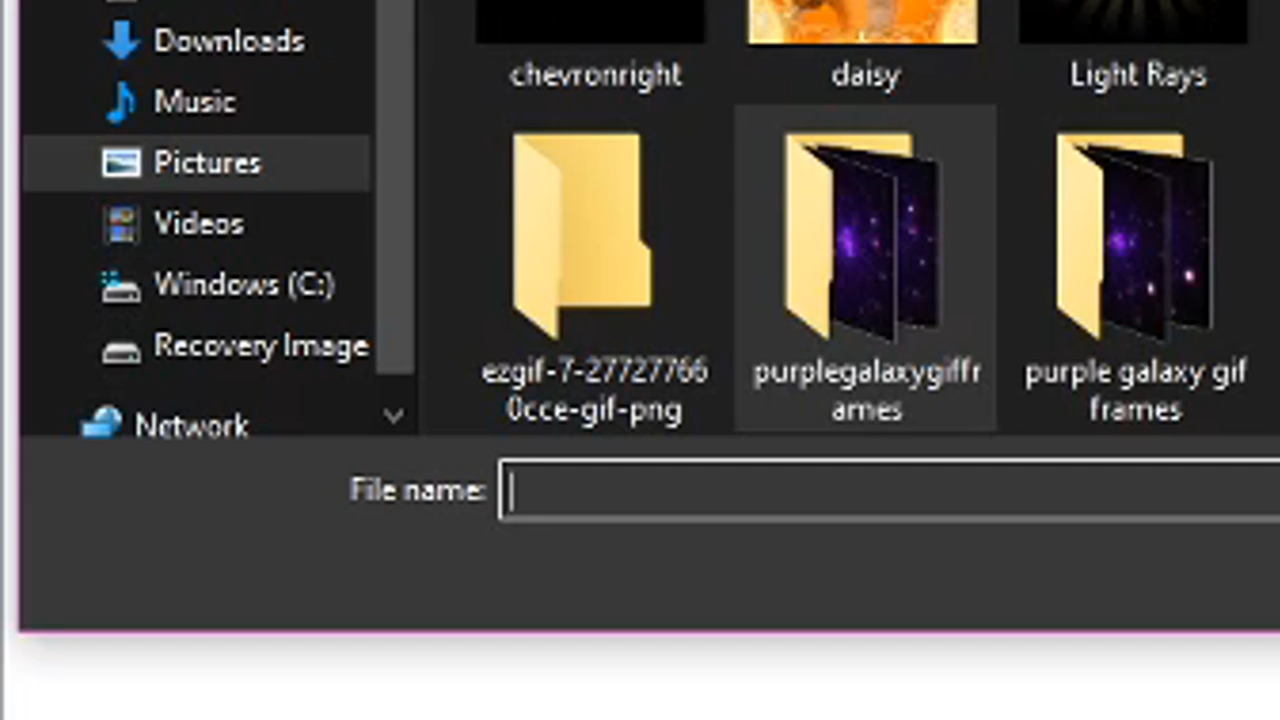 Downloads
Music
Pictures
Videos
Windows (C:)
Recovery Image
Network
chevronright
daisy
Light Rays
ezgif-7-27727766
0cce-gif-png
purplegalaxygiffr
ames
purple galaxy gif
frames
File name: